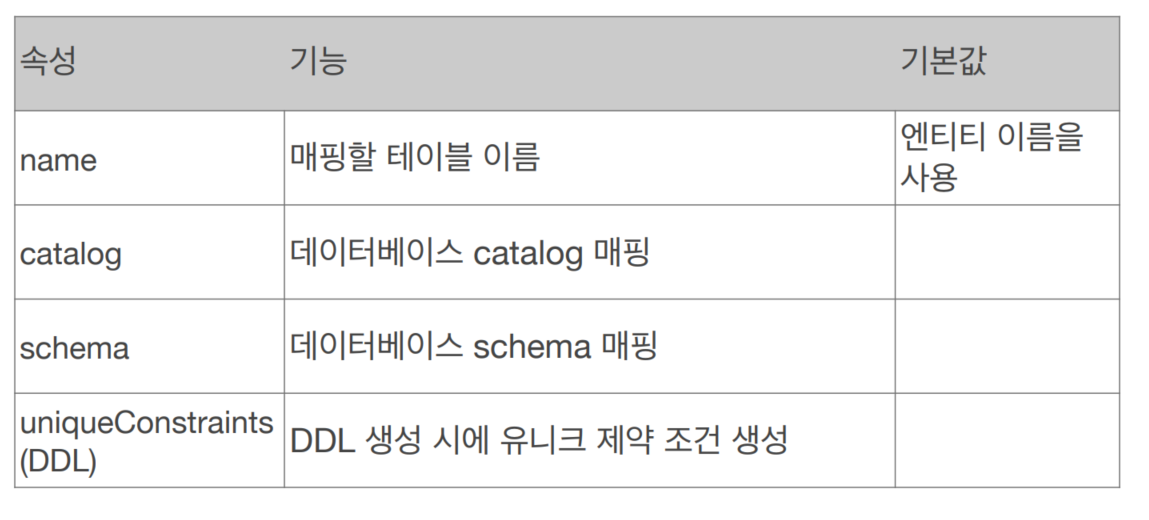 속성 기능 기본값
name 매핑할 테이블 이름 엔티티 이름을
사용
catalog 데이터베이스 catalog 매핑
schema 데이터베이스 schema 매핑
uniqueConstraints
(DDL) DDL 생성 시에 유니크 제약 조건 생성